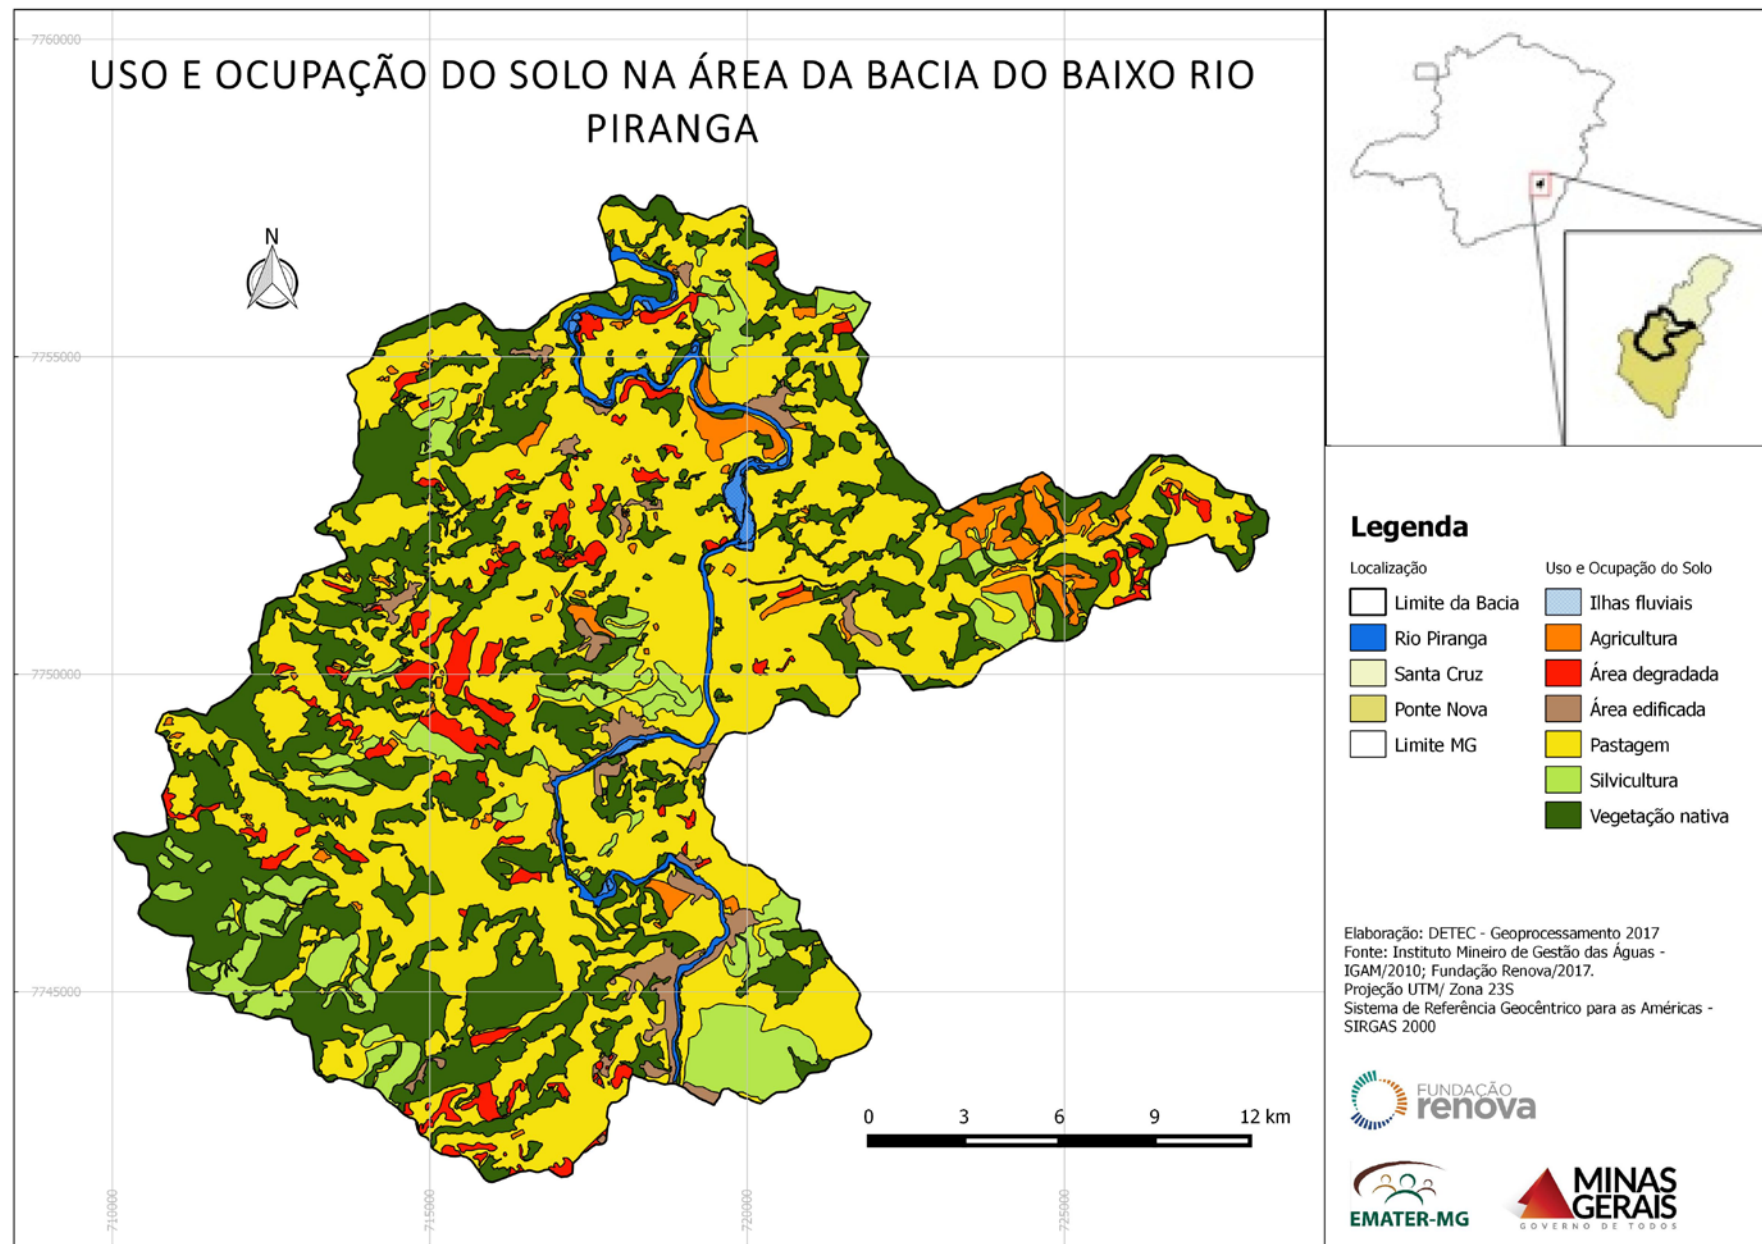 USO E OCUPAÇÃO DO SOLO NA ÁREA DA BACIA DO BAIXO RIO
PIRANGA
7760000
N
7755000
7750000
7745000
710000
715000
720000
725000
0 3 6 9 12 km
Legenda
Localização
Limite da Bacia
Rio Piranga
Santa Cruz
Ponte Nova
Limite MG
Uso e Ocupação do Solo
Ilhas fluviais
Agricultura
Área degradada
Área edificada
Pastagem
Silvicultura
Vegetação nativa
Elaboração: DETEC - Geoprocessamento 2017
Fonte: Instituto Mineiro de Gestão das Águas -
IGAM/2010; Fundação Renova/2017.
Projeção UTM/ Zona 23S
Sistema de Referência Geocêntrico para as Américas -
SIRGAS 2000
FUNDAÇÃO
renova
EMATER-MG
MINAS
GERAIS
GOVERNO DE TODOS